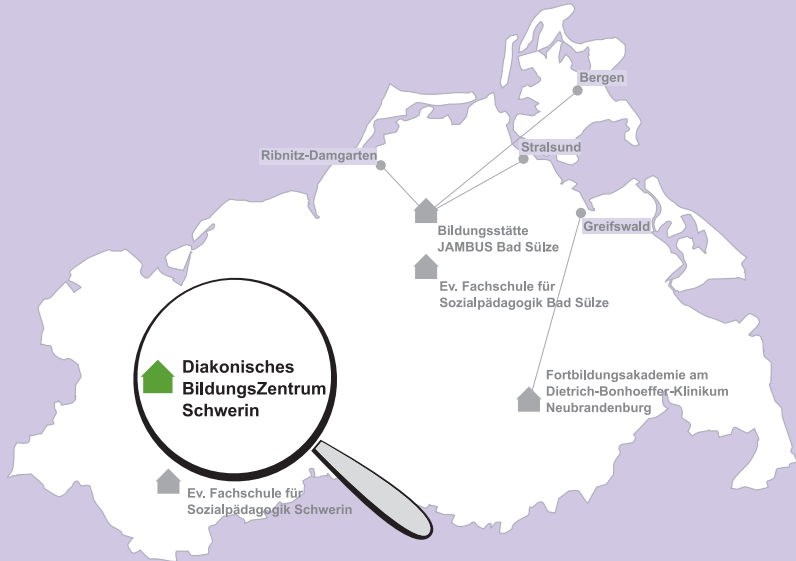 Bergen
Stralsund
Ribnitz-Damgarten
Greifswald
Bildungsstätte
JAMBUS Bad Sülze
Ev. Fachschule für
Sozialpädagogik Bad Sülze
Diakonisches
BildungsZentrum
Schwerin
Fortbildungsakademie am
Dietrich-Bonhoeffer-Klinikum
Neubrandenburg
Ev. Fachschule für
Sozialpädagogik Schwerin